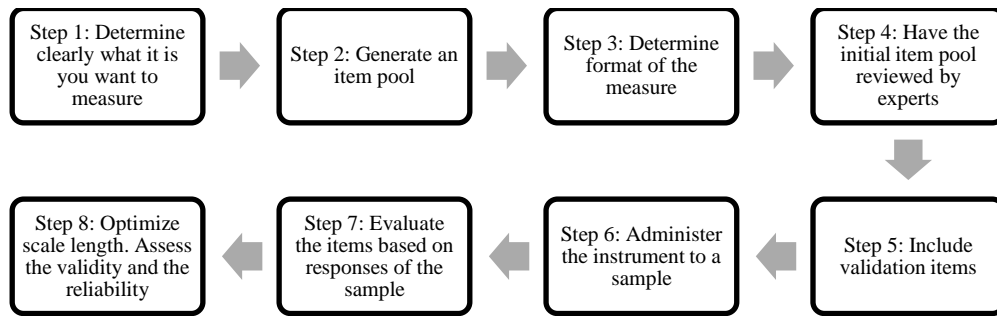 Step 1: Determine
clearly what it is
you want to
measure
Step 2: Generate an
item pool
Step 3: Determine
format of the
measure
Step 4: Have the
initial item pool
reviewed by
experts
Step 5: Include
validation items
Step 6: Administer
the instrument to a
sample
Step 7: Evaluate
the items based on
responses of the
sample
Step 8: Optimize
scale length. Assess
the validity and the
reliability